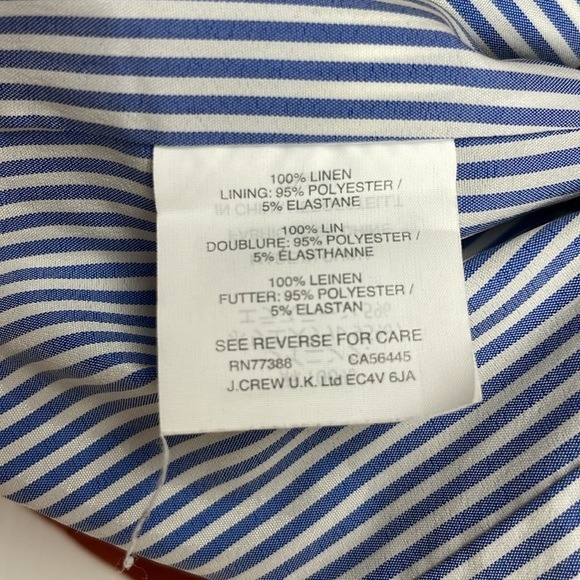 100% LINEN
LINING: 95% POLYESTER /
5% ELASTANE
100% LIN
DOUBLURE: 95% POLYESTER /
5% ÉLASTHANNE
100% LEINEN
FUTTER: 95% POLYESTER /
5% ELASTAN
SEE REVERSE FOR CARE
RN77388 CA56445
J.CREW U.K. Ltd EC4V 6JA